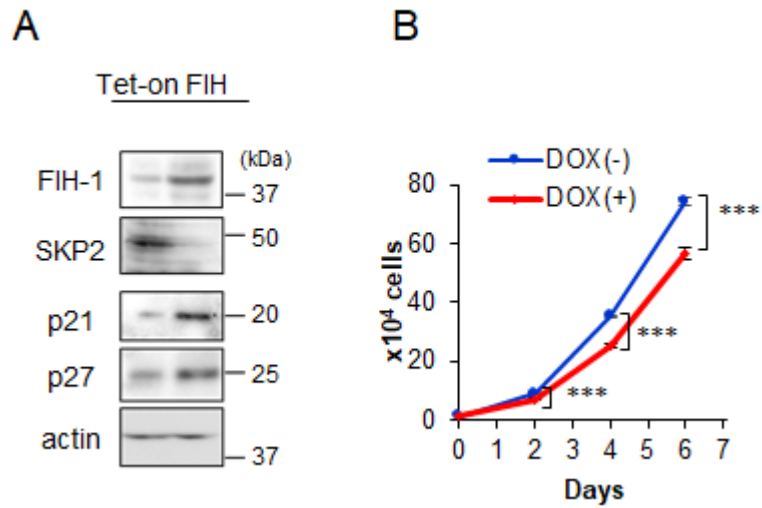 A
Tet-on FIH
(kDa)
FIH-1
37
SKP2
50
p21
20
p27
25
actin
37
B
DOX(-)
DOX(+)
80
60
40
20
0
x10⁴ cells
***
***
***
0 1 2 3 4 5 6 7
Days